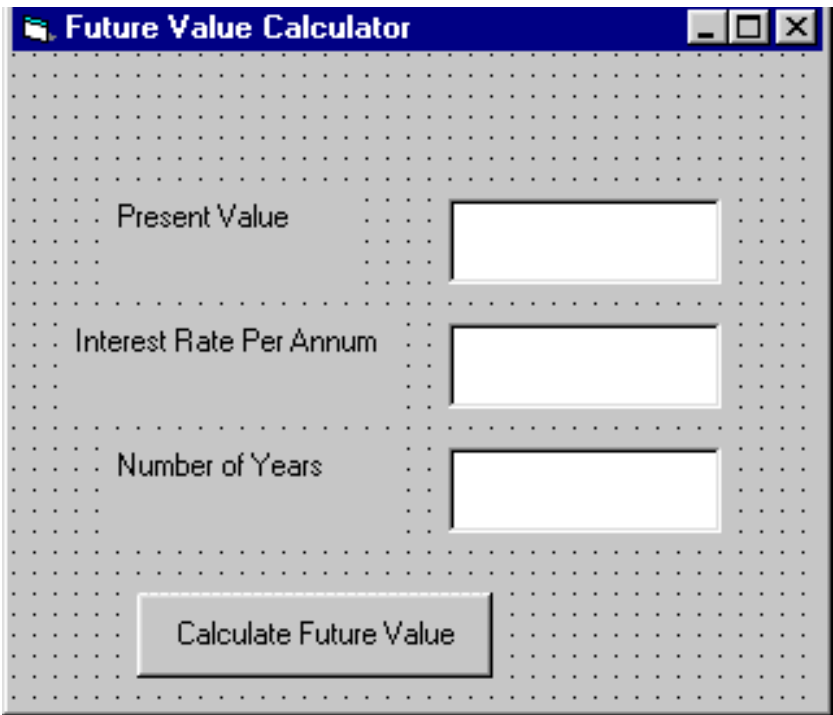 Future Value Calculator
Present Value
Interest Rate Per Annum
Number of Years
Calculate Future Value